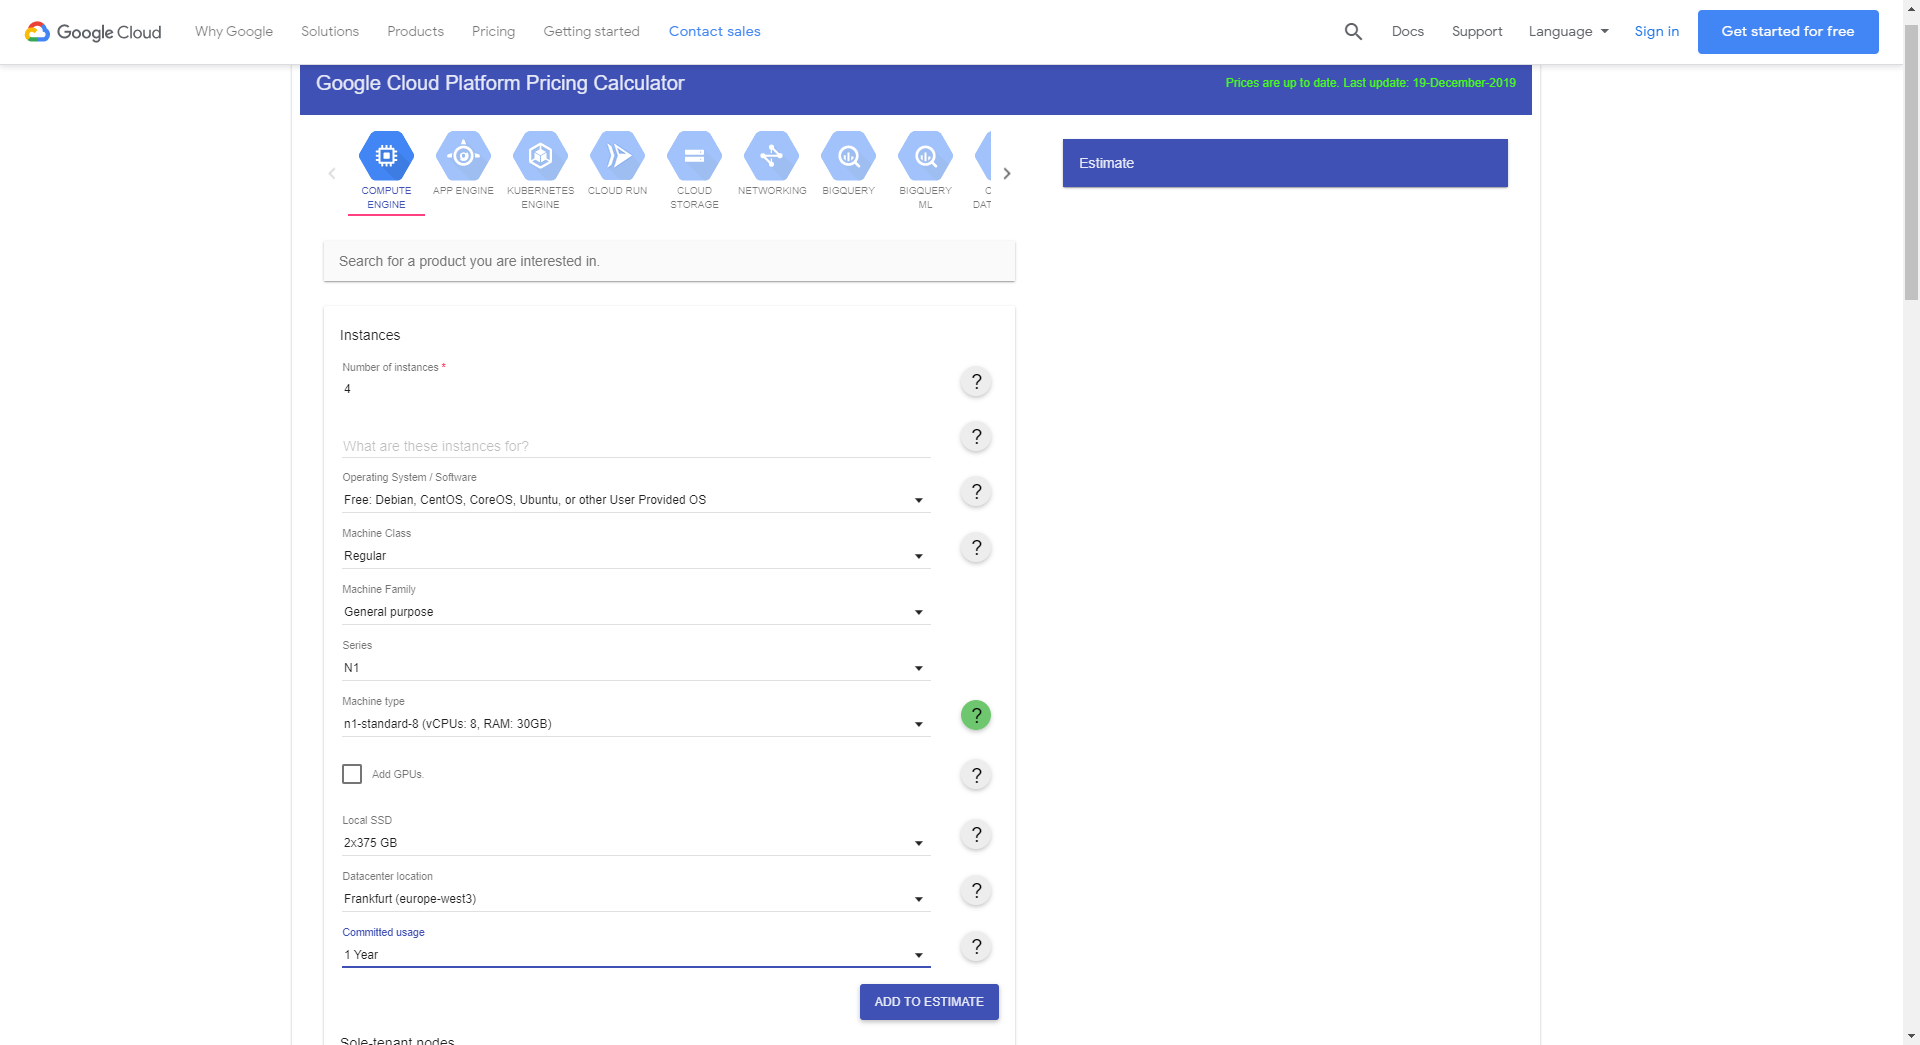 Google Cloud
Why Google
Solutions
Products
Pricing
Getting started
Contact sales
Docs
Support
Language
Sign in
Get started for free
Google Cloud Platform Pricing Calculator
Prices are up to date. Last update: 19-December-2019
COMPUTE
ENGINE
APP ENGINE
KUBERNETES
ENGINE
CLOUD RUN
CLOUD
STORAGE
NETWORKING
BIGQUERY
BIGQUERY
ML
C
DAT
Estimate
Search for a product you are interested in.
Instances
Number of instances *
4
?
What are these instances for?
?
Operating System / Software
Free: Debian, CentOS, CoreOS, Ubuntu, or other User Provided OS
?
Machine Class
Regular
?
Machine Family
General purpose
Series
N1
Machine type
n1-standard-8 (vCPUs: 8, RAM: 30GB)
?
Add GPUs.
?
Local SSD
2x375 GB
?
Datacenter location
Frankfurt (europe-west3)
?
Committed usage
1 Year
?
ADD TO ESTIMATE
Sole-tenant nodes